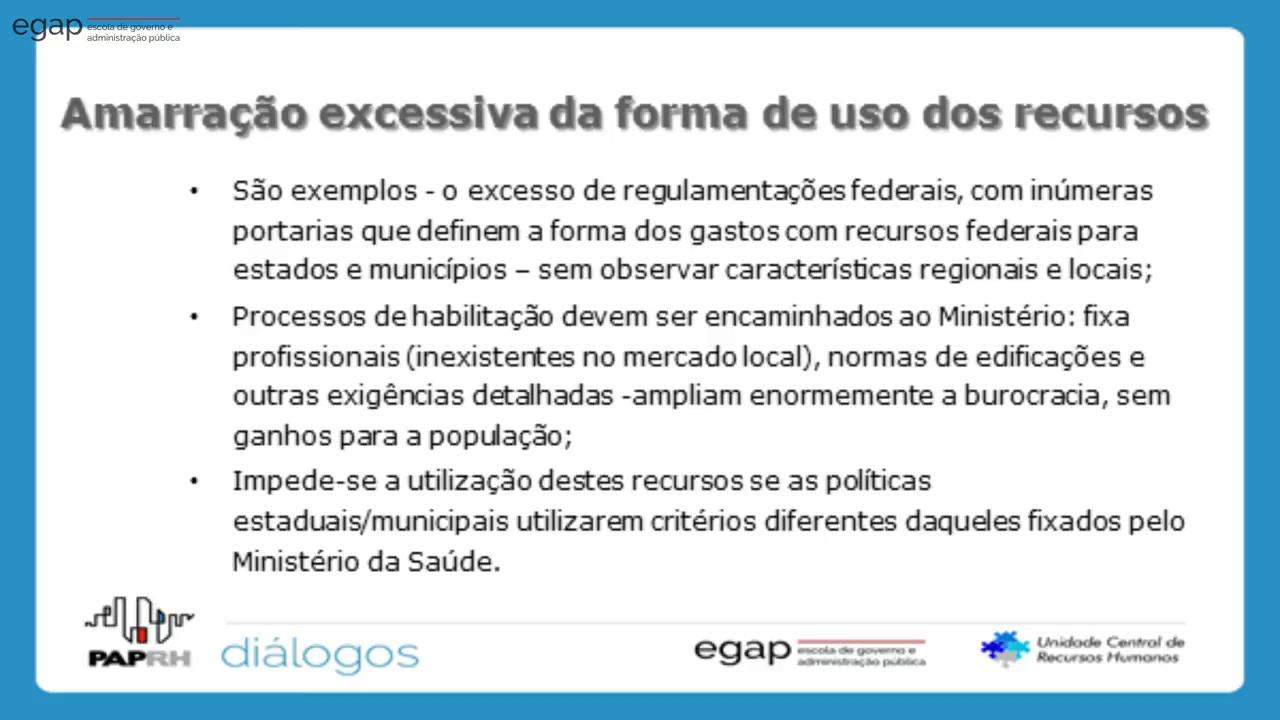 egap escola de governo e
administração pública
Amarração excessiva da forma de uso dos recursos
• São exemplos - o excesso de regulamentações federais, com inúmeras
portarias que definem a forma dos gastos com recursos federais para
estados e municípios – sem observar características regionais e locais;
• Processos de habilitação devem ser encaminhados ao Ministério: fixa
profissionais (inexistentes no mercado local), normas de edificações e
outras exigências detalhadas -ampliam enormemente a burocracia, sem
ganhos para a população;
• Impede-se a utilização destes recursos se as políticas
estaduais/municipais utilizarem critérios diferentes daqueles fixados pelo
Ministério da Saúde.
PAPRH
diálogos
egap escola de governo e
administração pública
Unidade Central de
Recursos Humanos